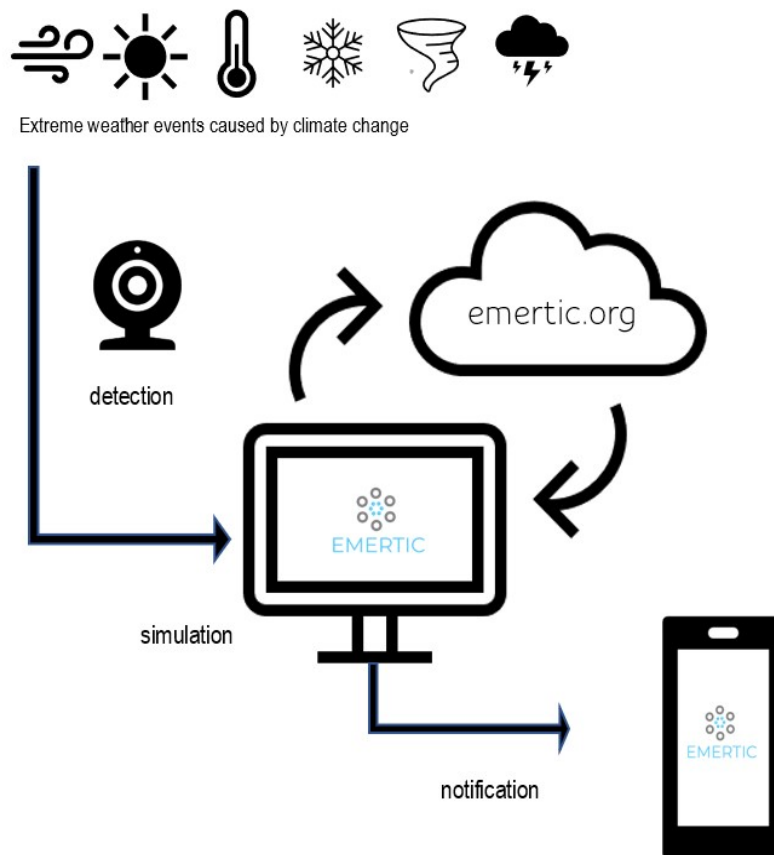 Extreme weather events caused by climate change
emertic.org
detection
EMERTIC
simulation
EMERTIC
notification